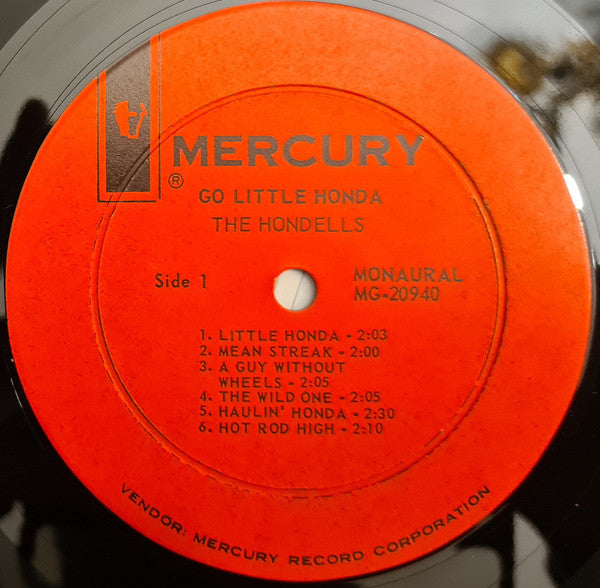 MERCURY
®
GO LITTLE HONDA
THE HONDELLS
Side 1
MONAURAL
MG-20940
1. LITTLE HONDA - 2:03
2. MEAN STREAK - 2:00
3. A GUY WITHOUT
WHEELS - 2:05
4. THE WILD ONE - 2:05
5. HAULIN' HONDA - 2:30
6. HOT ROD HIGH - 2:10
VENDOR: MERCURY RECORD CORPORATION